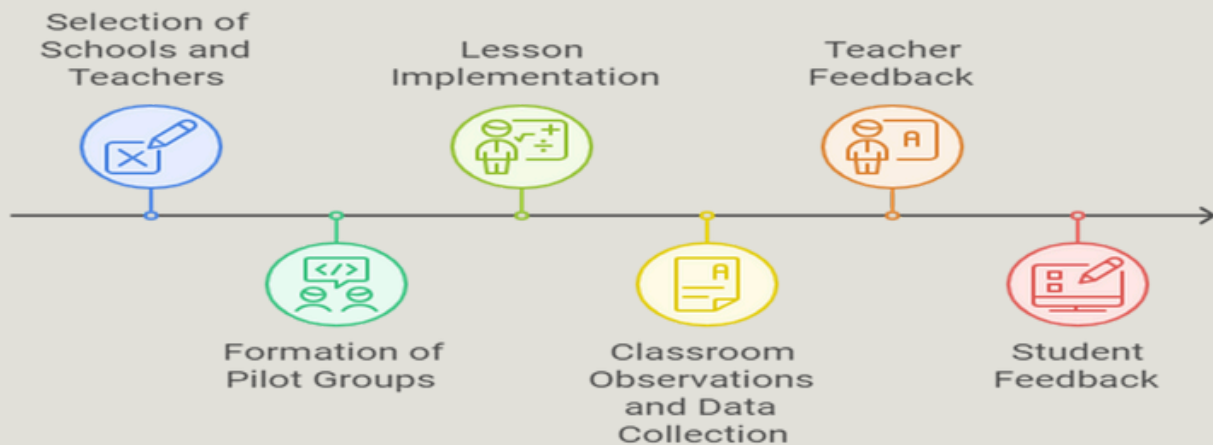 Selection of
Schools and
Teachers
Formation of
Pilot Groups
Lesson
Implementation
√ + ÷
</>
Classroom
Observations
and Data
Collection
A
Teacher
Feedback
A
Student
Feedback